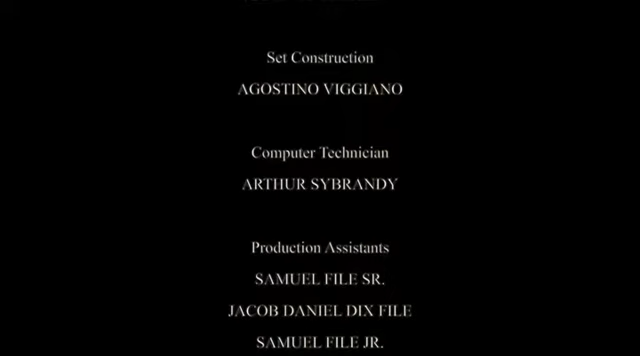 Set Construction
AGOSTINO VIGGIANO
Computer Technician
ARTHUR SYBRANDY
Production Assistants
SAMUEL FILE SR.
JACOB DANIEL DIX FILE
SAMUEL FILE JR.